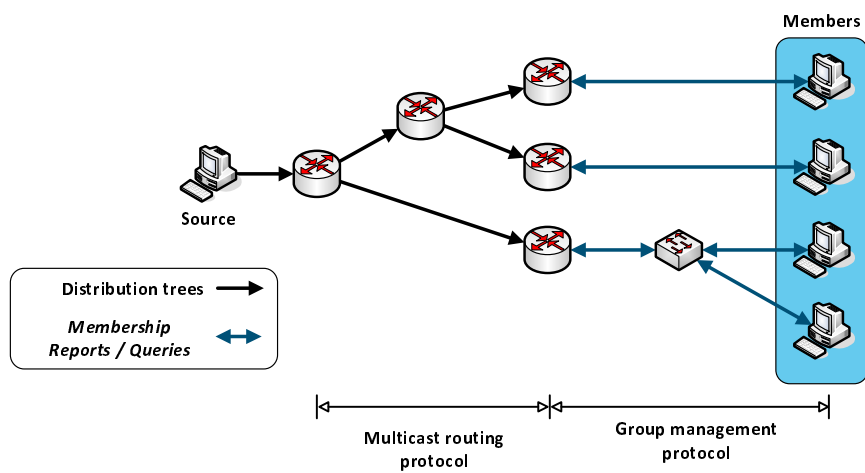 Members
Source
Distribution trees
Membership
Reports / Queries
Multicast routing
protocol
Group management
protocol